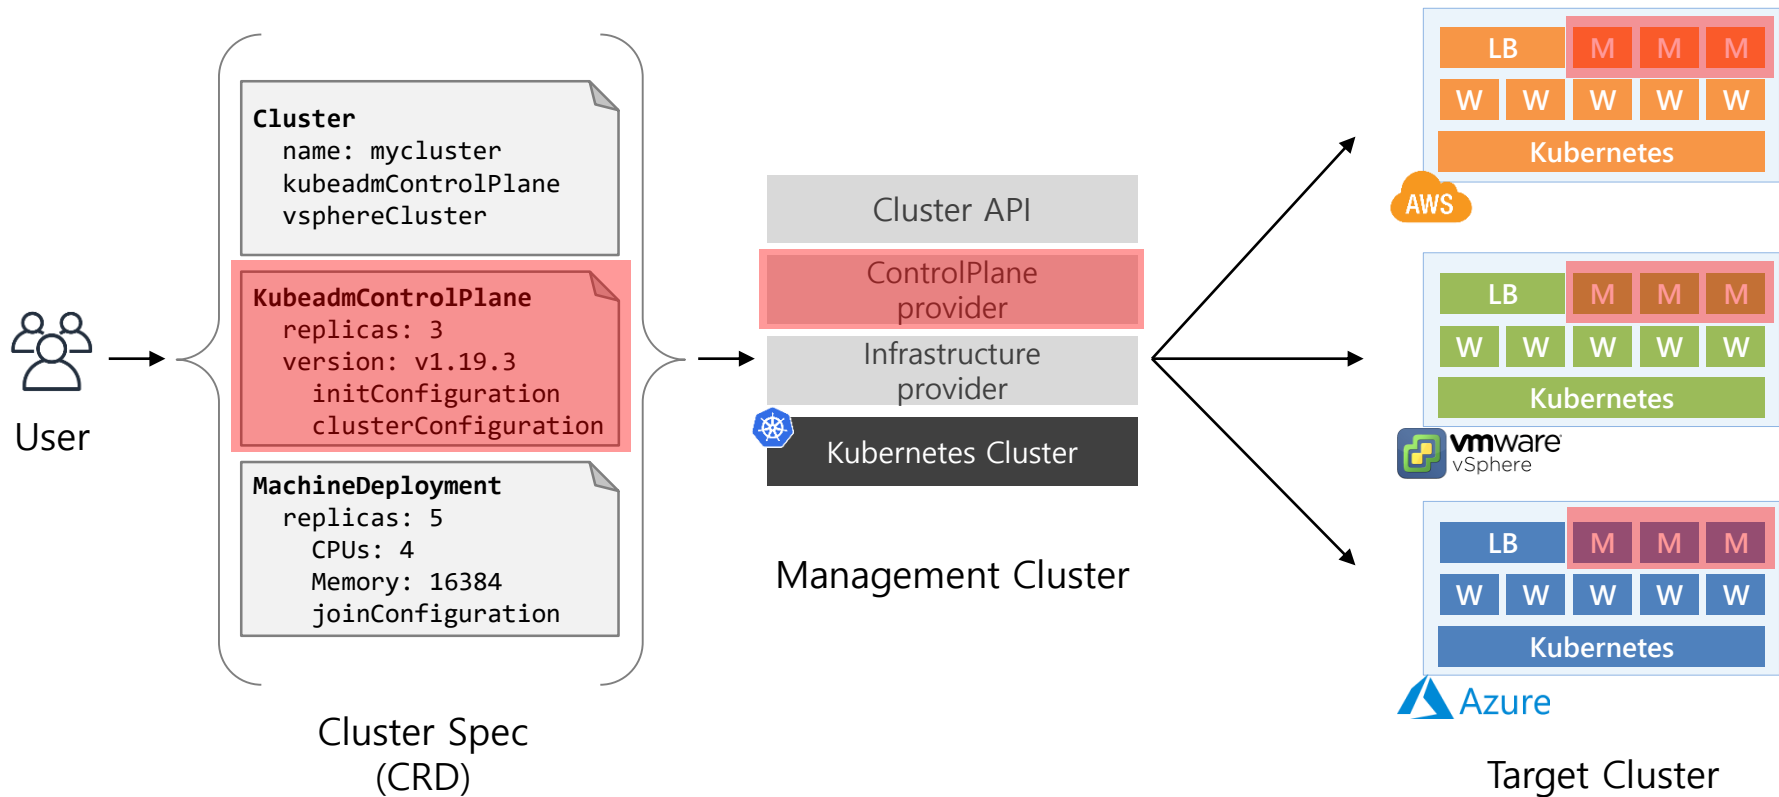 User
Cluster
name: mycluster
kubeadmControlPlane
vsphereCluster
KubeadmControlPlane
replicas: 3
version: v1.19.3
initConfiguration
clusterConfiguration
MachineDeployment
replicas: 5
CPUs: 4
Memory: 16384
joinConfiguration
Cluster Spec
(CRD)
Cluster API
ControlPlane
provider
Infrastructure
provider
Kubernetes Cluster
Management Cluster
LB M M M
W W W W W
Kubernetes
AWS
LB M M M
W W W W W
Kubernetes
vmware
vSphere
LB M M M
W W W W W
Kubernetes
Azure
Target Cluster